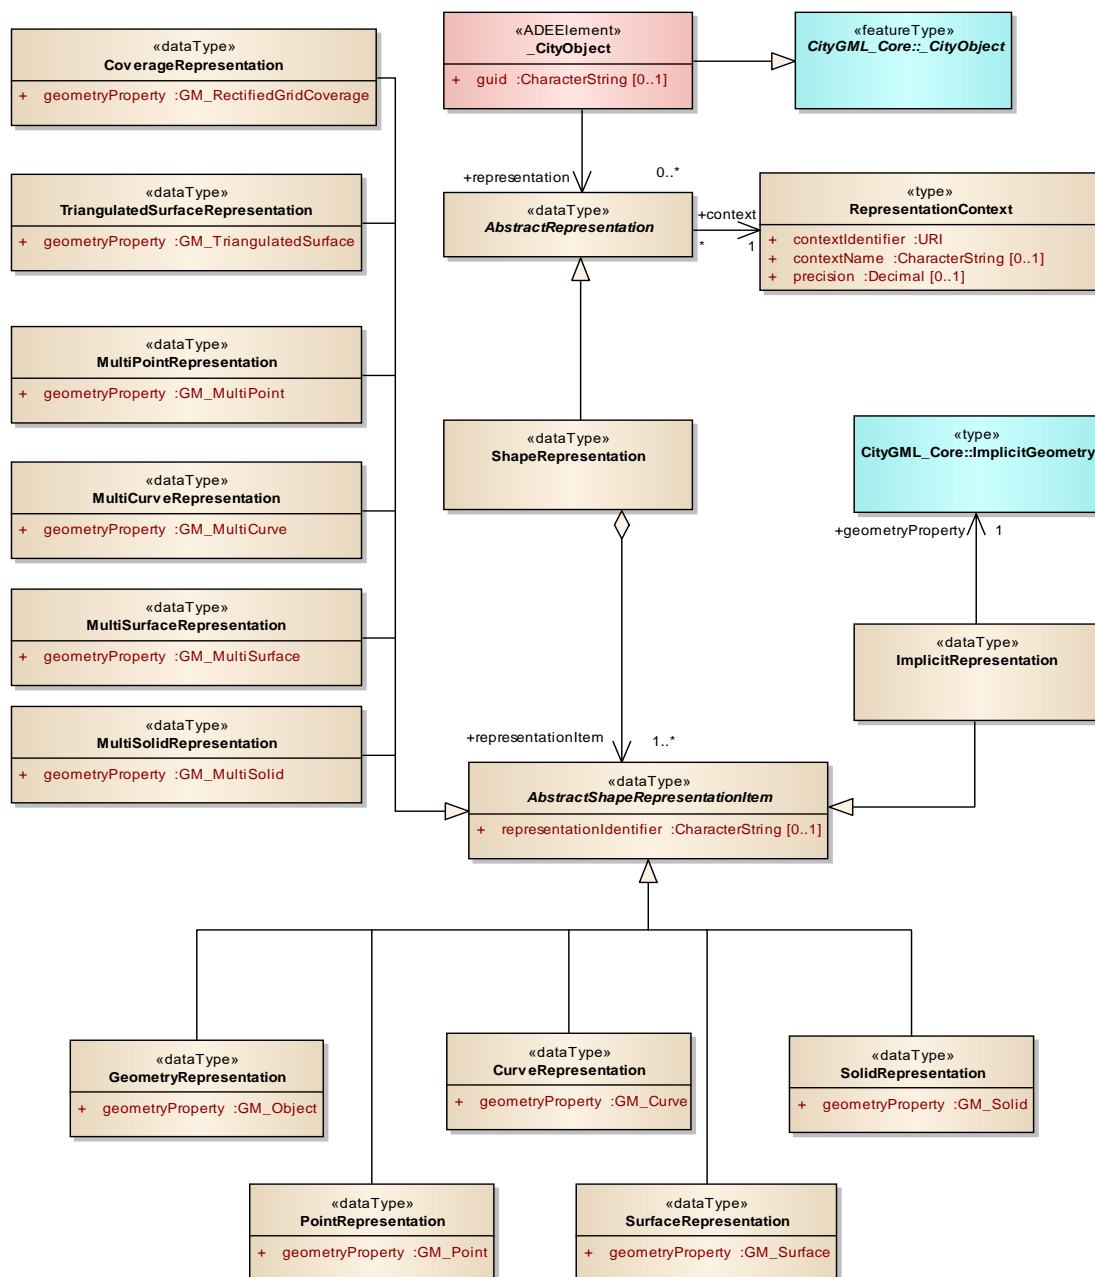 «dataType»
CoverageRepresentation
+ geometryProperty :GM_RectifiedGridCoverage
«ADEElement»
_CityObject
+ guid :CharacterString [0..1]
«featureType»
CityGML_Core::_CityObject
+representation
0..*
«dataType»
TriangulatedSurfaceRepresentation
+ geometryProperty :GM_TriangulatedSurface
«dataType»
AbstractRepresentation
+context
*
1
«type»
RepresentationContext
+ contextIdentifier :URI
+ contextName :CharacterString [0..1]
+ precision :Decimal [0..1]
«dataType»
MultiPointRepresentation
+ geometryProperty :GM_MultiPoint
«dataType»
ShapeRepresentation
«type»
CityGML_Core::ImplicitGeometry
«dataType»
MultiCurveRepresentation
+ geometryProperty :GM_MultiCurve
+geometryProperty
1
«dataType»
MultiSurfaceRepresentation
+ geometryProperty :GM_MultiSurface
«dataType»
ImplicitRepresentation
«dataType»
MultiSolidRepresentation
+ geometryProperty :GM_MultiSolid
+representationItem
1..*
«dataType»
AbstractShapeRepresentationItem
+ representationIdentifier :CharacterString [0..1]
«dataType»
GeometryRepresentation
+ geometryProperty :GM_Object
«dataType»
CurveRepresentation
+ geometryProperty :GM_Curve
«dataType»
SolidRepresentation
+ geometryProperty :GM_Solid
«dataType»
PointRepresentation
+ geometryProperty :GM_Point
«dataType»
SurfaceRepresentation
+ geometryProperty :GM_Surface